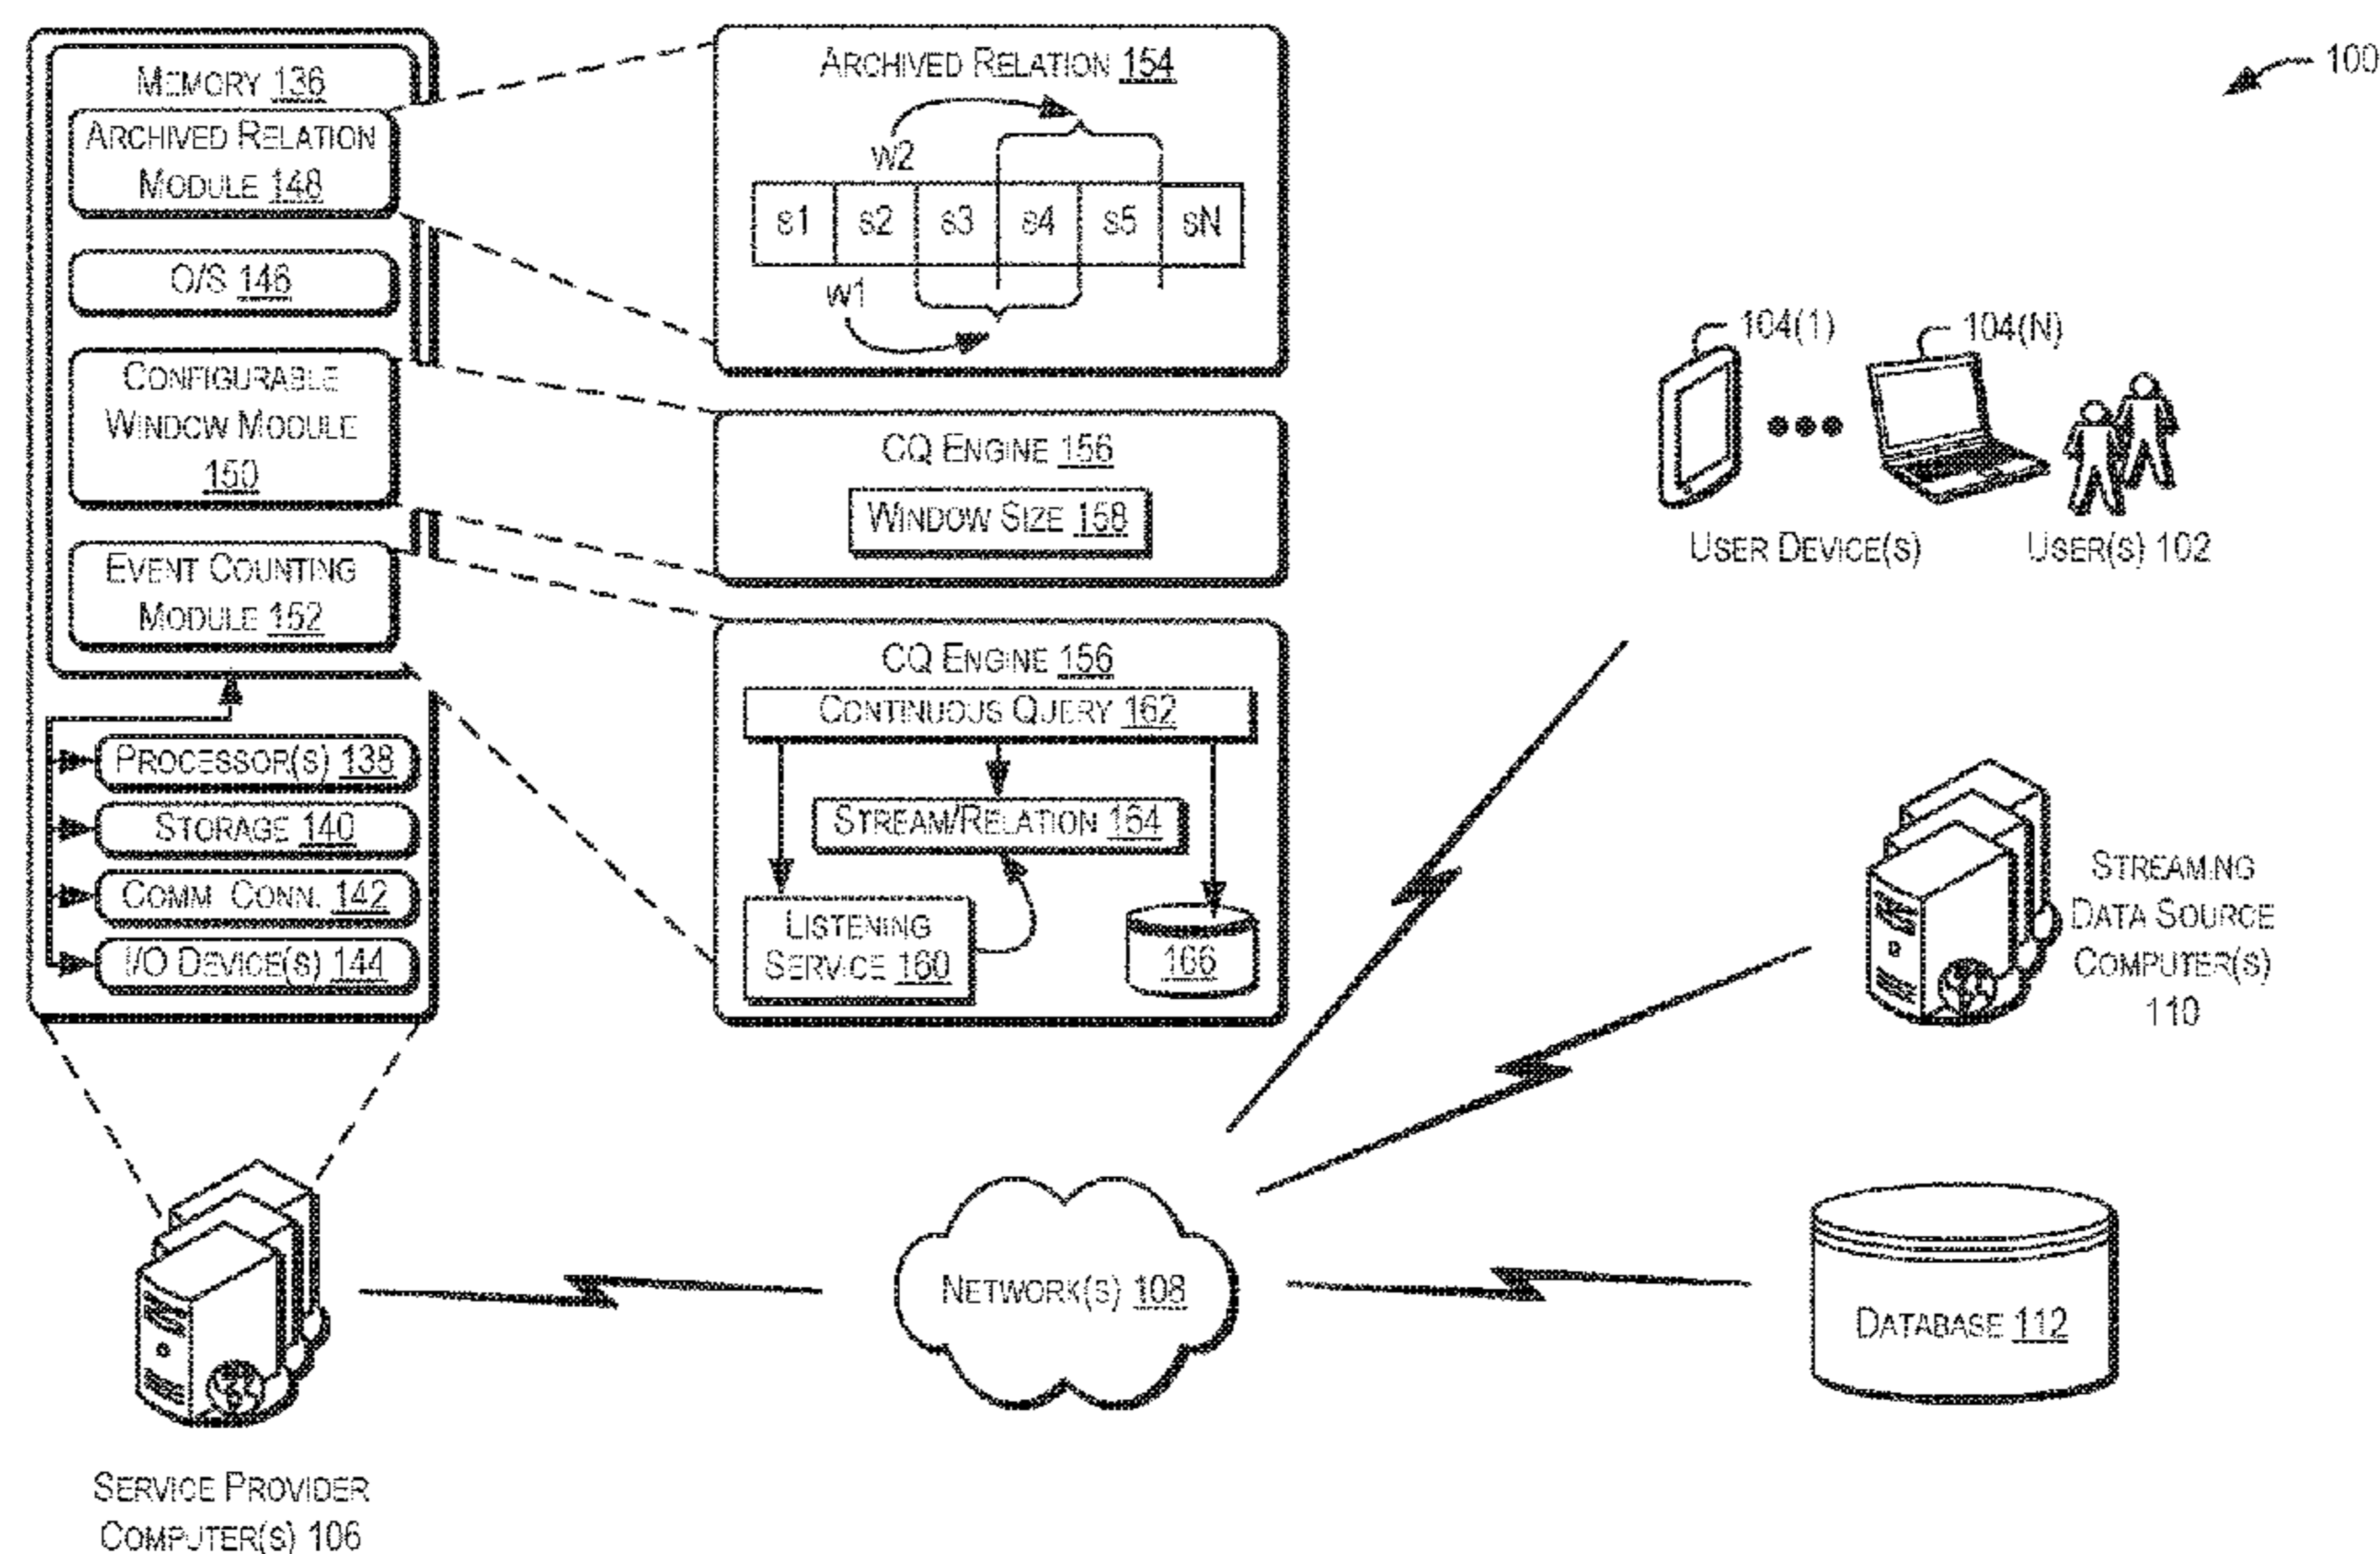 100
MEMORY 136
ARCHIVED RELATION
MODULE 148
O/S 146
CONFIGURABLE
WINDOW MODULE
150
EVENT COUNTING
MODULE 152
PROCESSOR(S) 138
STORAGE 140
COMM. CONN. 142
I/O DEVICE(S) 144
ARCHIVED RELATION 154
w2
s1 s2 s3 s4 s5 sN
w1
CQ ENGINE 156
WINDOW SIZE 158
CQ ENGINE 156
CONTINUOUS QUERY 162
STREAM/RELATION 164
LISTENING
SERVICE 160
166
104(1)
104(N)
USER DEVICE(S)
USER(S) 102
STREAMING
DATA SOURCE
COMPUTER(S)
110
NETWORK(S) 108
DATABASE 112
SERVICE PROVIDER
COMPUTER(S) 106